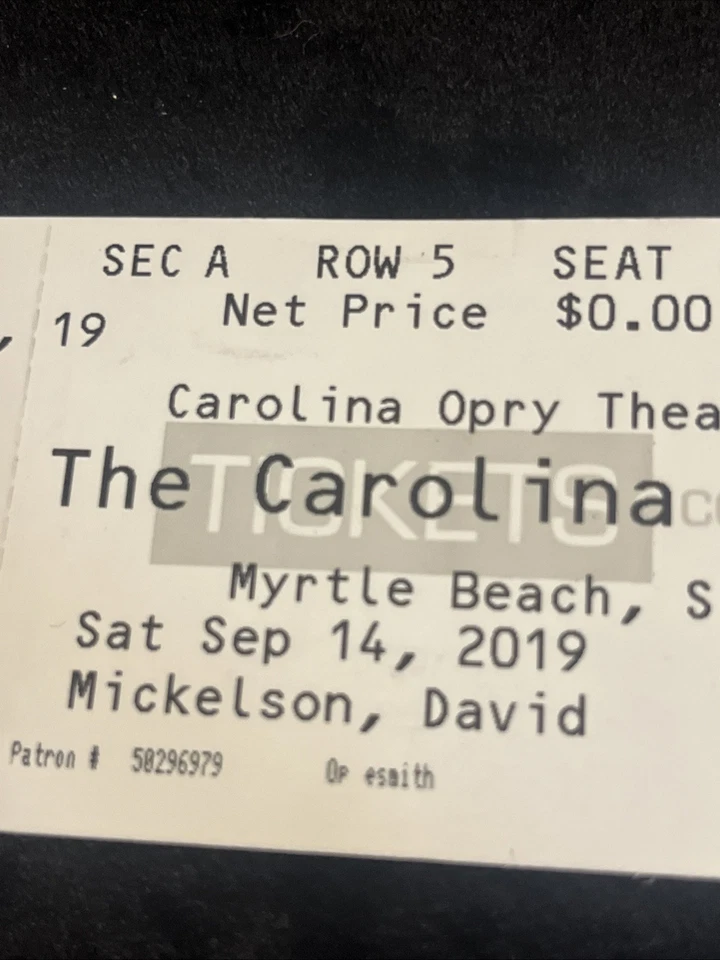 SEC A ROW 5 SEAT
Net Price $0.00
, 19
Carolina Opry Thea
The Carolina
TICKETS
Myrtle Beach, S
Sat Sep 14, 2019
Mickelson, David
Patron # 50296979 Op esmith